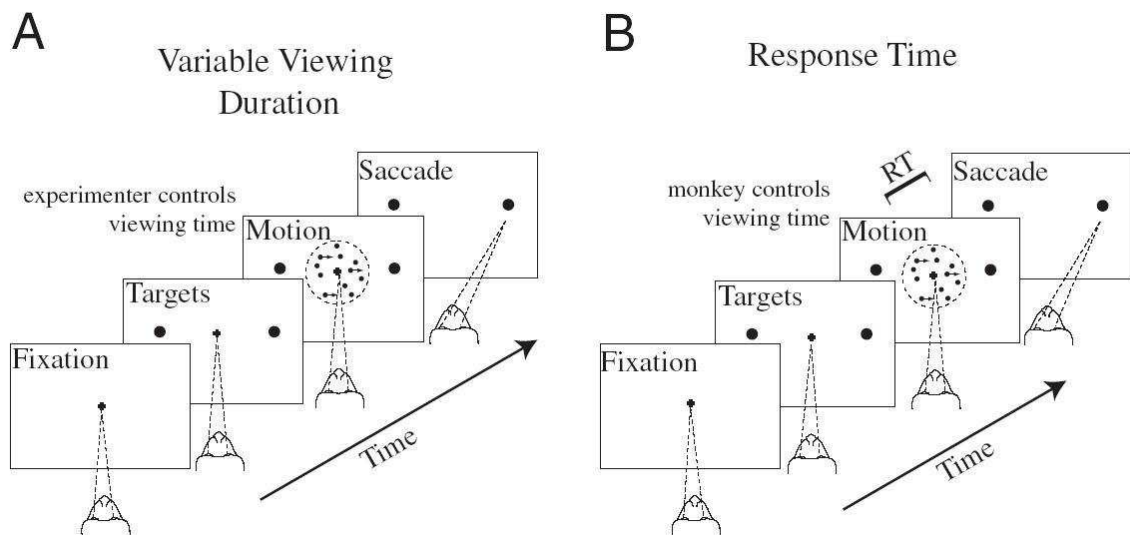 A
Variable Viewing
Duration
experimenter controls
viewing time
Fixation
Targets
Motion
Saccade
Time
B
Response Time
monkey controls
viewing time
RT
Fixation
Targets
Motion
Saccade
Time